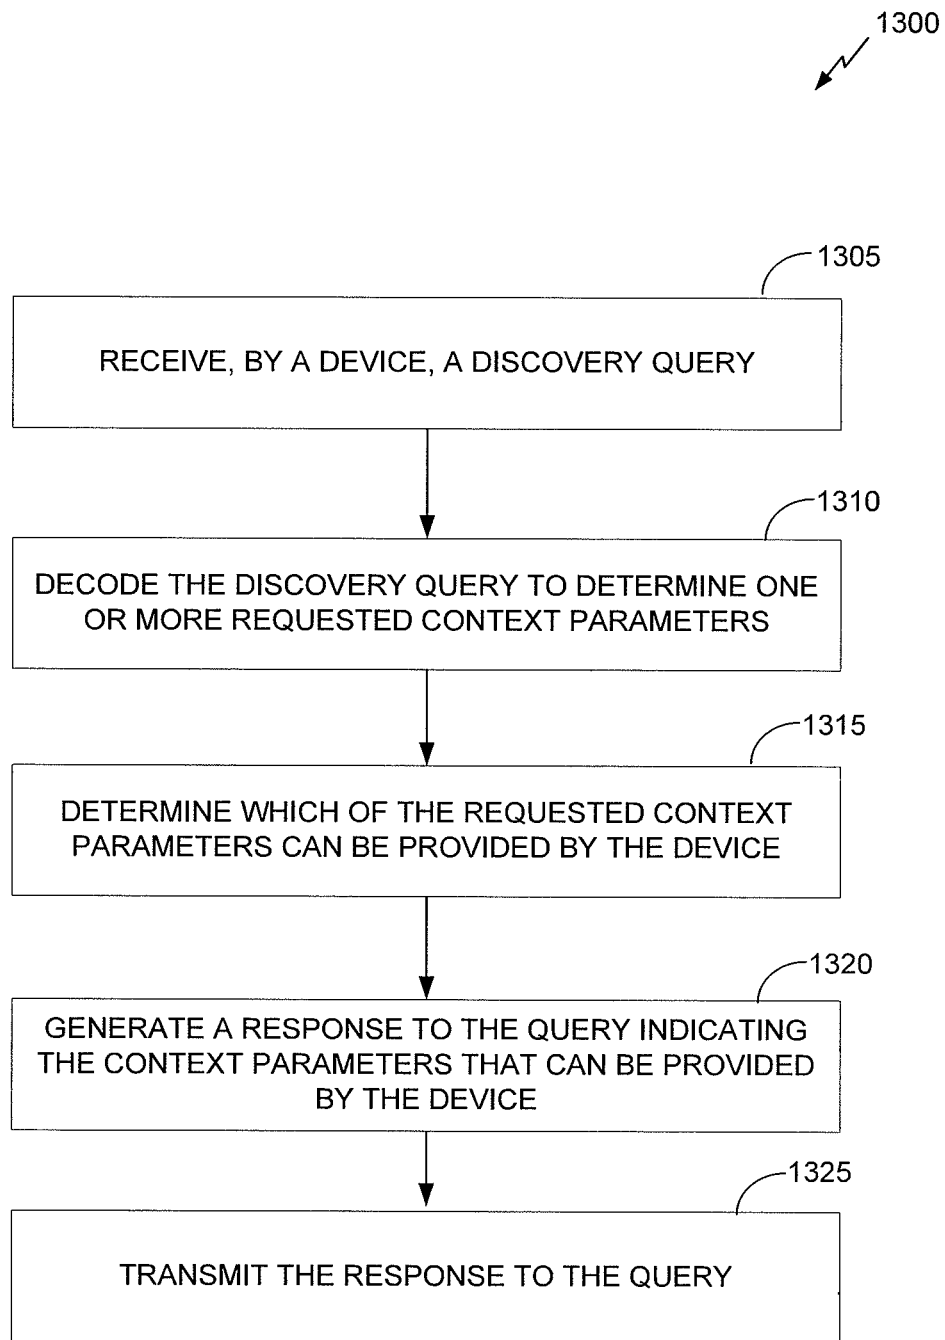 1300
1305
RECEIVE, BY A DEVICE, A DISCOVERY QUERY
1310
DECODE THE DISCOVERY QUERY TO DETERMINE ONE
OR MORE REQUESTED CONTEXT PARAMETERS
1315
DETERMINE WHICH OF THE REQUESTED CONTEXT
PARAMETERS CAN BE PROVIDED BY THE DEVICE
1320
GENERATE A RESPONSE TO THE QUERY INDICATING
THE CONTEXT PARAMETERS THAT CAN BE PROVIDED
BY THE DEVICE
1325
TRANSMIT THE RESPONSE TO THE QUERY